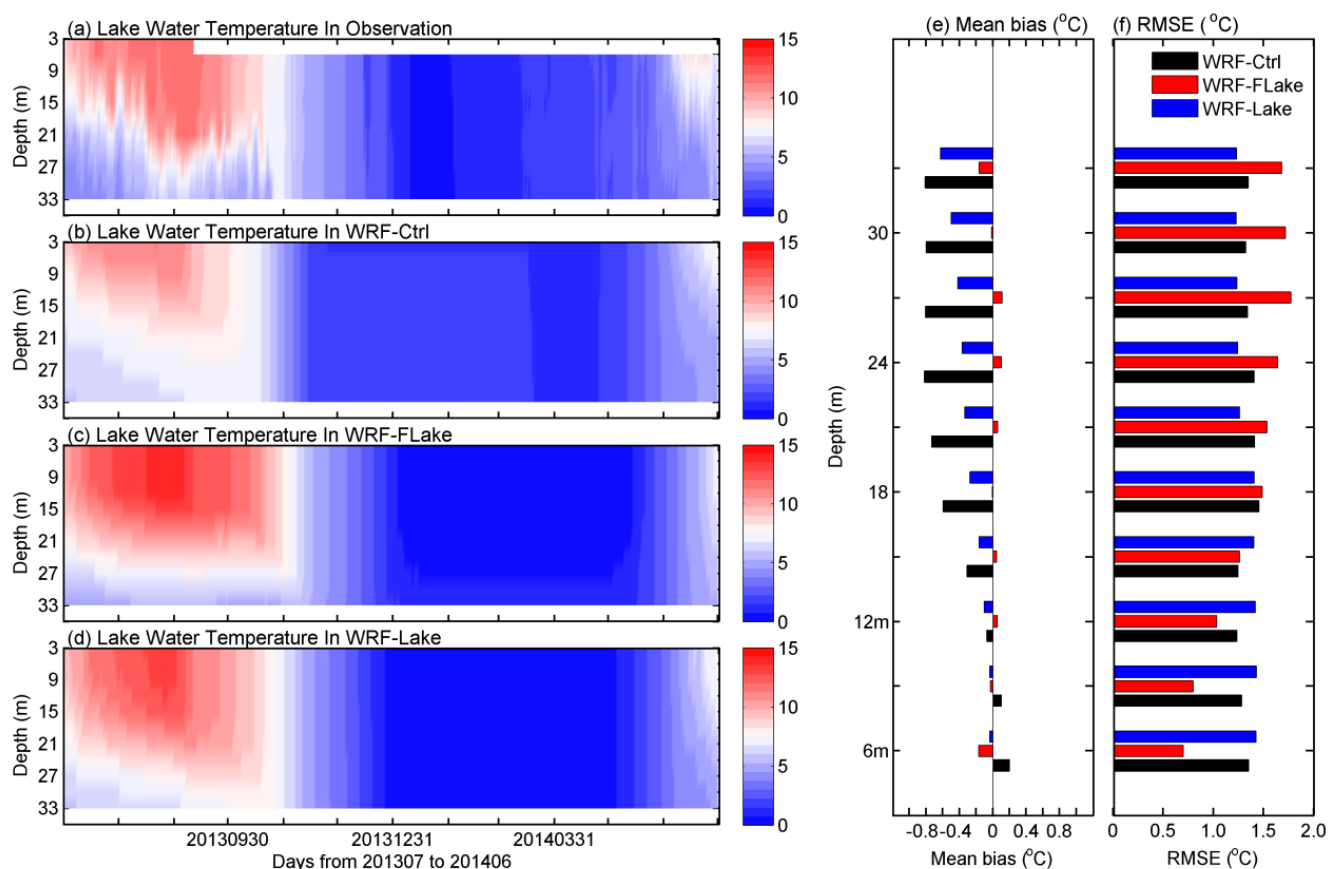 (a) Lake Water Temperature In Observation
3
9
15
21
27
33
Depth (m)
15
10
5
0
(b) Lake Water Temperature In WRF-Ctrl
3
9
15
21
27
33
Depth (m)
15
10
5
0
(c) Lake Water Temperature In WRF-FLake
3
9
15
21
27
33
Depth (m)
15
10
5
0
(d) Lake Water Temperature In WRF-Lake
3
9
15
21
27
33
Depth (m)
15
10
5
0
20130930 20131231 20140331
Days from 201307 to 201406
(e) Mean bias (°C)
Depth (m)
30
24
18
12m
6m
-0.8 -0.4 0 0.4 0.8
Mean bias (°C)
(f) RMSE (°C)
WRF-Ctrl
WRF-FLake
WRF-Lake
0 0.5 1.0 1.5 2.0
RMSE (°C)